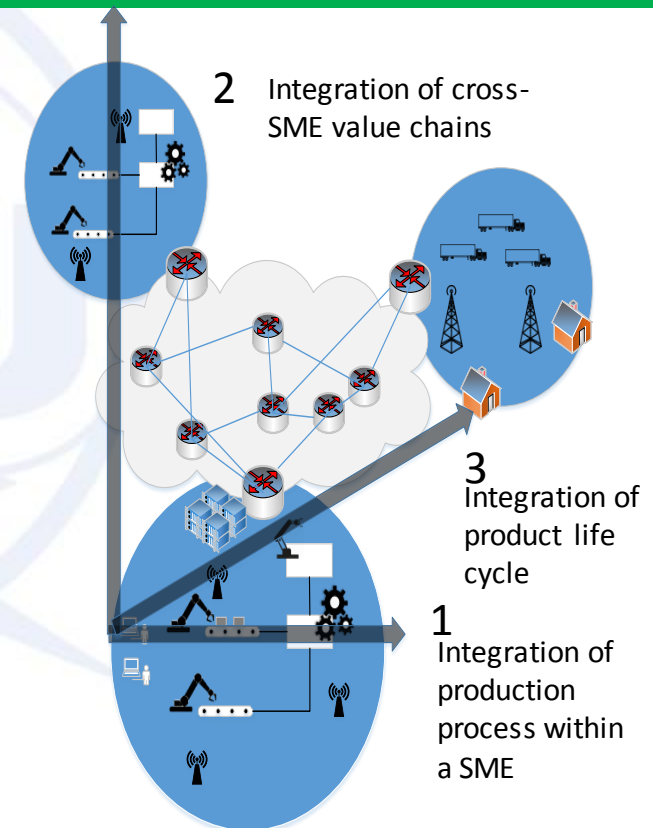 2 Integration of cross-
SME value chains
3
Integration of
product life
cycle
1
Integration of
production
process within
a SME